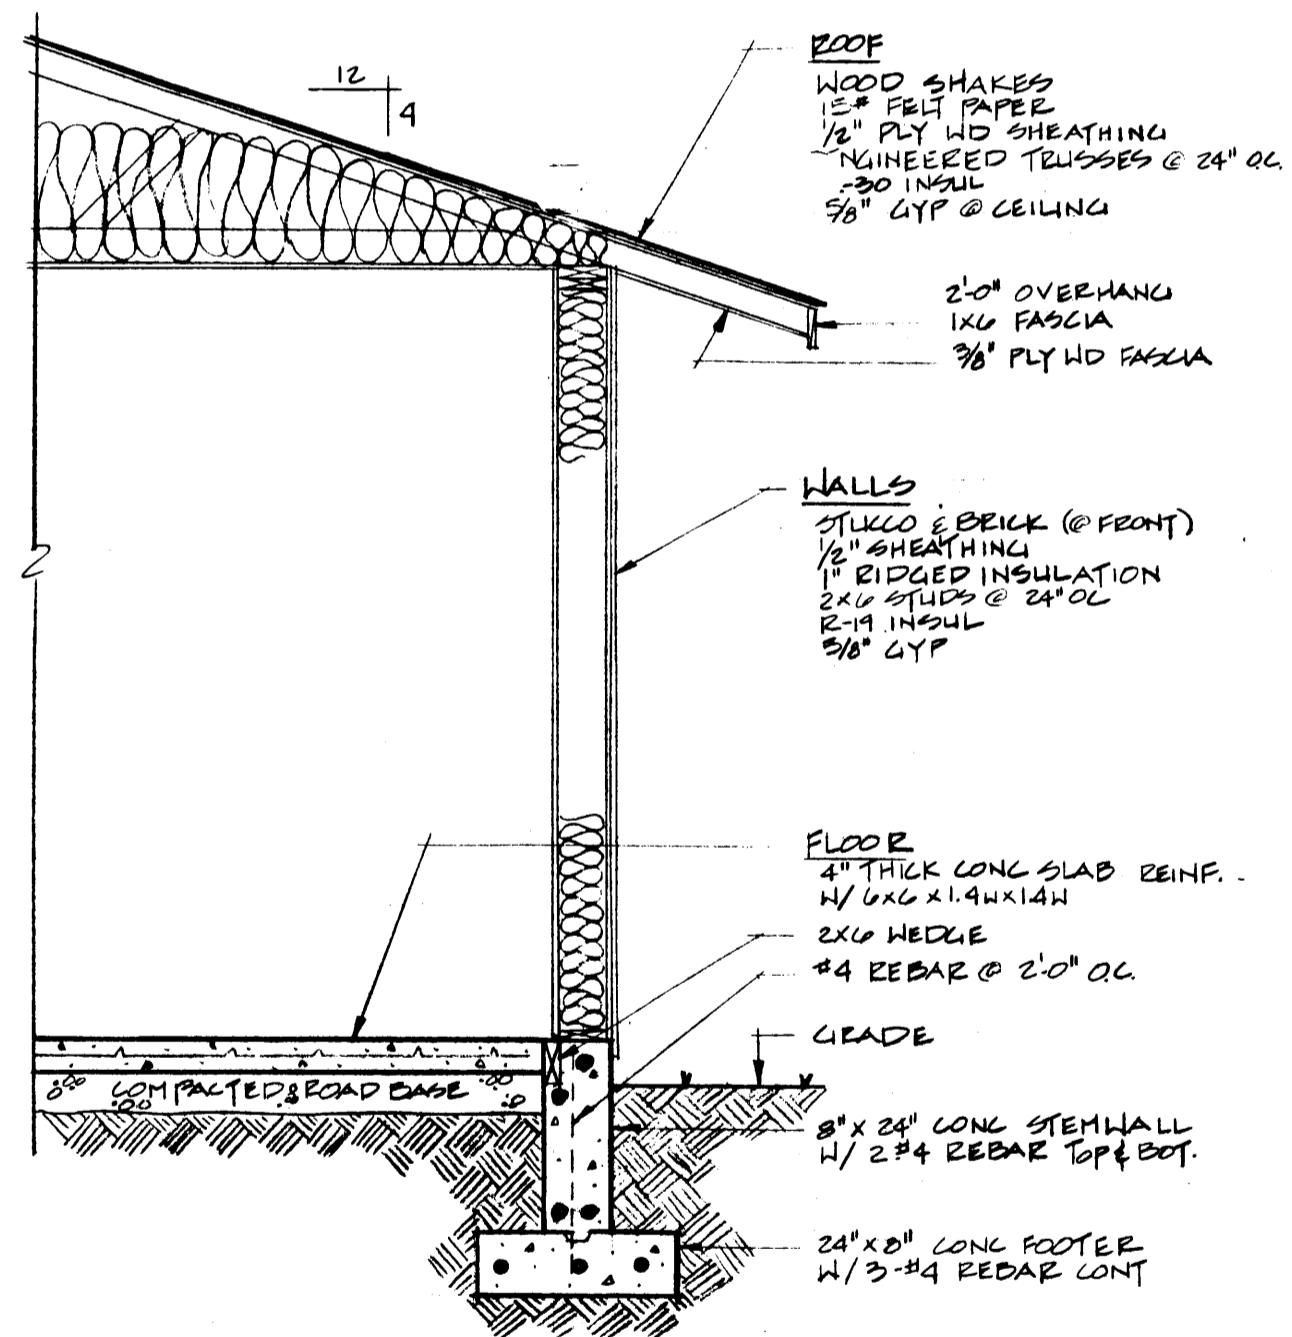 12
4
ROOF
WOOD SHAKES
15# FELT PAPER
1/2" PLY WD SHEATHING
NGINEERED TRUSSES @ 24" O.C.
-30 INSUL
5/8" GYP @ CEILING
2'-0" OVERHANG
1X6 FASCIA
3/8" PLY WD FASCIA
WALLS
STUCCO & BRICK (@ FRONT)
1/2" SHEATHING
1" RIDGED INSULATION
2X6 STUDS @ 24" OC
R-19 INSUL
5/8" GYP
FLOOR
4" THICK CONC SLAB REINF.
W/ 6X6 X 1.4W X 1.4W
2X6 WEDGE
#4 REBAR @ 2'-0" O.C.
GRADE
COMPACTED ROAD BASE
8" X 24" CONC STEMWALL
W/ 2 #4 REBAR TOP & BOT.
24" X 8" CONC FOOTER
W/ 3-#4 REBAR CONT